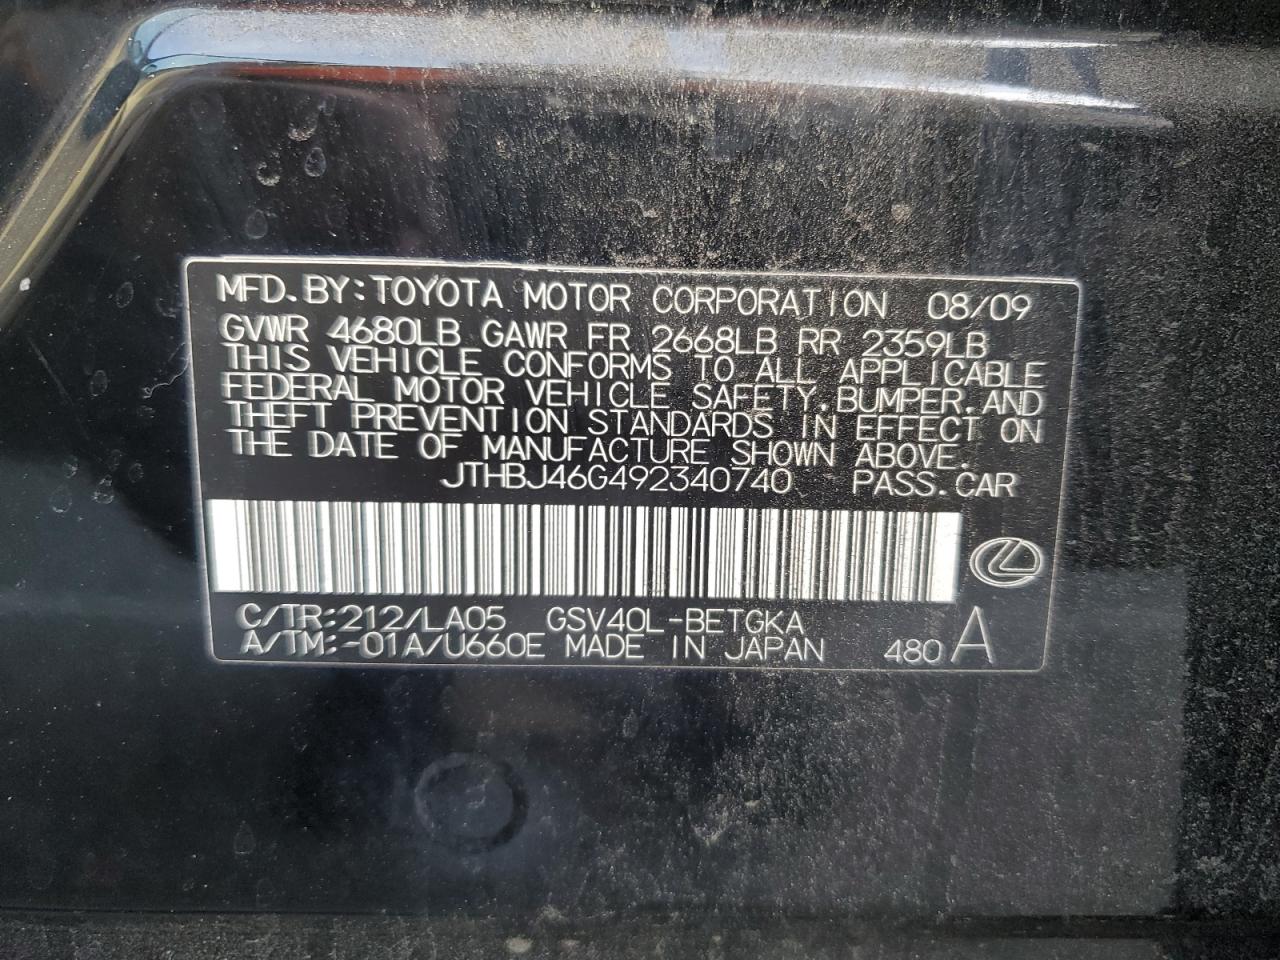 MFD. BY: TOYOTA MOTOR CORPORATION 08/09
GVWR 4680LB GAWR FR 2668LB RR 2359LB
THIS VEHICLE CONFORMS TO ALL APPLICABLE
FEDERAL MOTOR VEHICLE SAFETY, BUMPER, AND
THEFT PREVENTION STANDARDS IN EFFECT ON
THE DATE OF MANUFACTURE SHOWN ABOVE.
JTHBJ46G492340740 PASS. CAR
C/TR: 212/LA05 GSV40L-BETGKA
A/TM: -01A/U660E MADE IN JAPAN 480 A